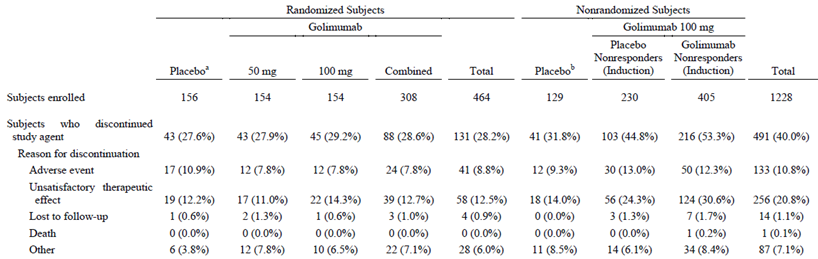 Randomized Subjects Nonrandomized Subjects
Golimumab Golimumab 100 mg
Placebo Golimumab
Nonresponders Nonresponders
Placeboa 50 mg 100 mg Combined Total Placebob (Induction) (Induction) Total
Subjects enrolled 156 154 154 308 464 129 230 405 1228
Subjects who discontinued
study agent 43 (27.6%) 43 (27.9%) 45 (29.2%) 88 (28.6%) 131 (28.2%) 41 (31.8%) 103 (44.8%) 216 (53.3%) 491 (40.0%)
Reason for discontinuation
Adverse event 17 (10.9%) 12 (7.8%) 12 (7.8%) 24 (7.8%) 41 (8.8%) 12 (9.3%) 30 (13.0%) 50 (12.3%) 133 (10.8%)
Unsatisfactory therapeutic
effect 19 (12.2%) 17 (11.0%) 22 (14.3%) 39 (12.7%) 58 (12.5%) 18 (14.0%) 56 (24.3%) 124 (30.6%) 256 (20.8%)
Lost to follow-up 1 (0.6%) 2 (1.3%) 1 (0.6%) 3 (1.0%) 4 (0.9%) 0 (0.0%) 3 (1.3%) 7 (1.7%) 14 (1.1%)
Death 0 (0.0%) 0 (0.0%) 0 (0.0%) 0 (0.0%) 0 (0.0%) 0 (0.0%) 0 (0.0%) 1 (0.2%) 1 (0.1%)
Other 6 (3.8%) 12 (7.8%) 10 (6.5%) 22 (7.1%) 28 (6.0%) 11 (8.5%) 14 (6.1%) 34 (8.4%) 87 (7.1%)